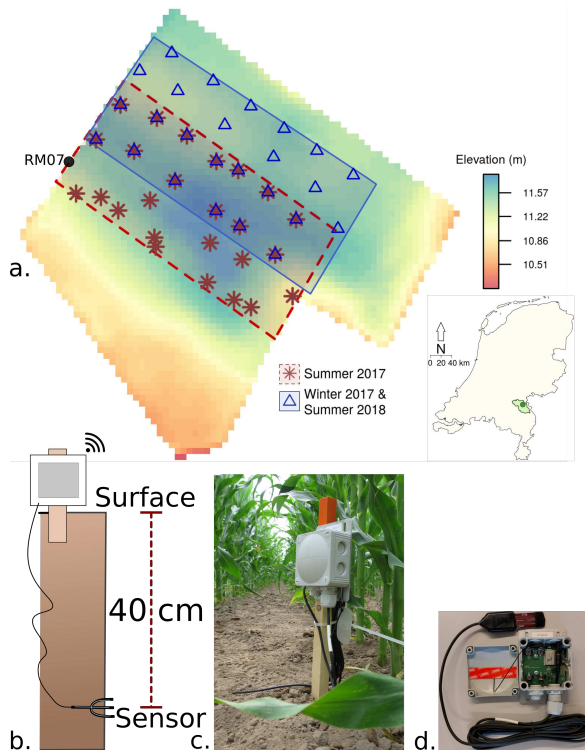 RM07
Elevation (m)
11.57
11.22
10.86
10.51
a.
Summer 2017
Winter 2017 &
Summer 2018
N
0 20 40 km
Surface
40 cm
Sensor
b.
c.
d.